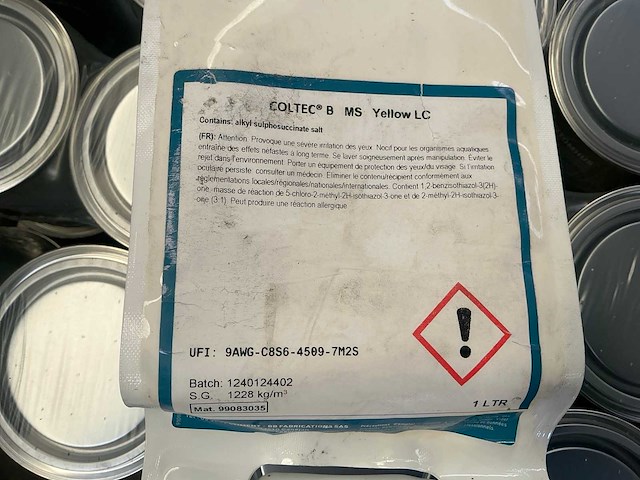 COLTEC® B MS Yellow LC
Contains: alkyl sulphosuccinate salt
(FR): Attention. Provoque une sévère irritation des yeux. Nocif pour les organismes aquatiques
entraîne des effets néfastes à long terme. Se laver soigneusement après manipulation. Éviter le
rejet dans l'environnement. Porter un équipement de protection des yeux/du visage. Si l'irritation
oculaire persiste: consulter un médecin. Eliminer le contenu/récipient conformément aux
réglementations locales/régionales/nationales/internationales. Contient 1,2-benzisothiazol-3(2H)-
one -masse de réaction de 5-chloro-2-methyl-2H-isothiazol-3-one et de 2-méthyl-2H-isothiazol-3-
one (3:1). Peut produire une réaction allergique
UFI: 9AWG-C8S6-4509-7M2S
Batch: 1240124402
S.G. 1228 kg/m³
Mat. 99083035
1 LTR
FABRICATIONS SAS